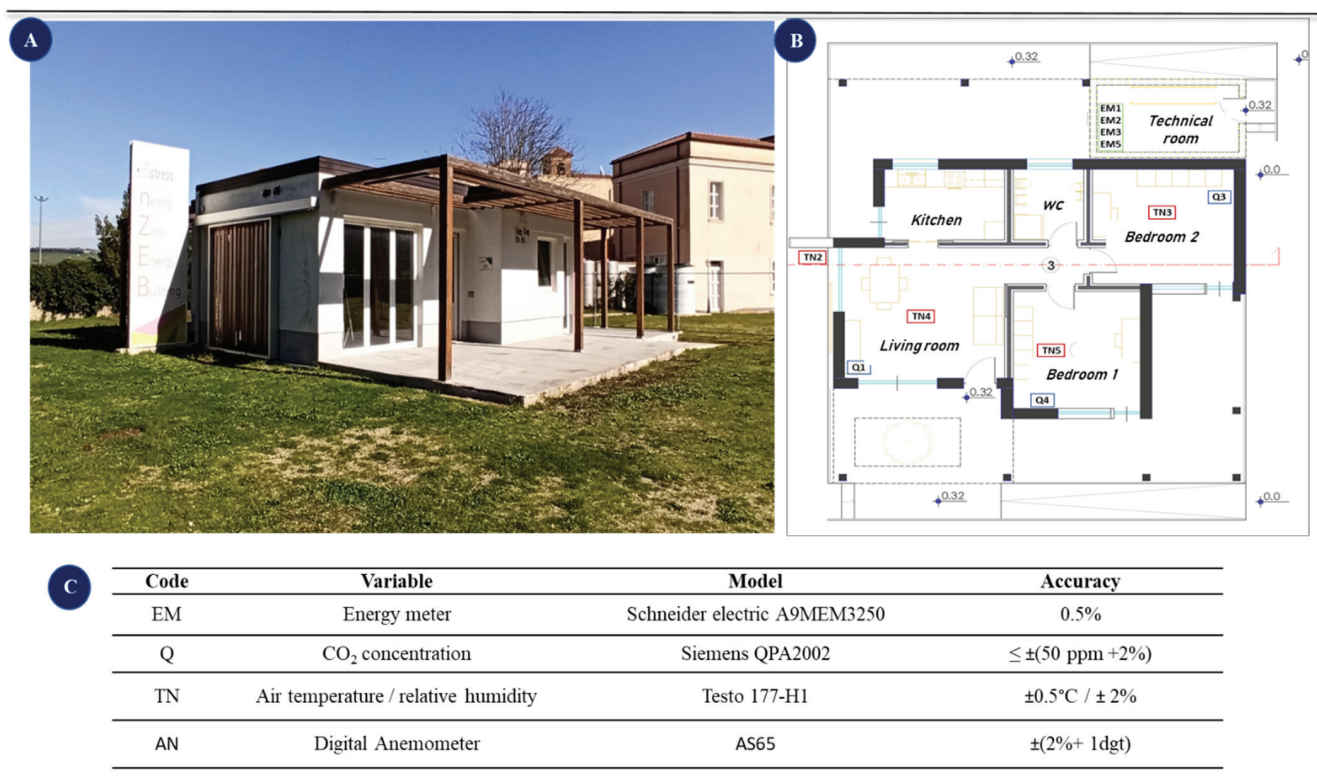 A
stress
nearly
Zero
Energy
Building
B
0.32
0
0.32
EM1
EM2
EM3
EM5
Technical
room
0.0
Kitchen
WC
TN3
Q3
Bedroom 2
TN2
3
TN4
Living room
TN5
Bedroom 1
Q1
0.32
Q4
0.32
0.0
C
Code Variable Model Accuracy
EM Energy meter Schneider electric A9MEM3250 0.5%
Q CO₂ concentration Siemens QPA2002 ≤ ±(50 ppm +2%)
TN Air temperature / relative humidity Testo 177-H1 ±0.5°C / ± 2%
AN Digital Anemometer AS65 ±(2%+ 1dgt)